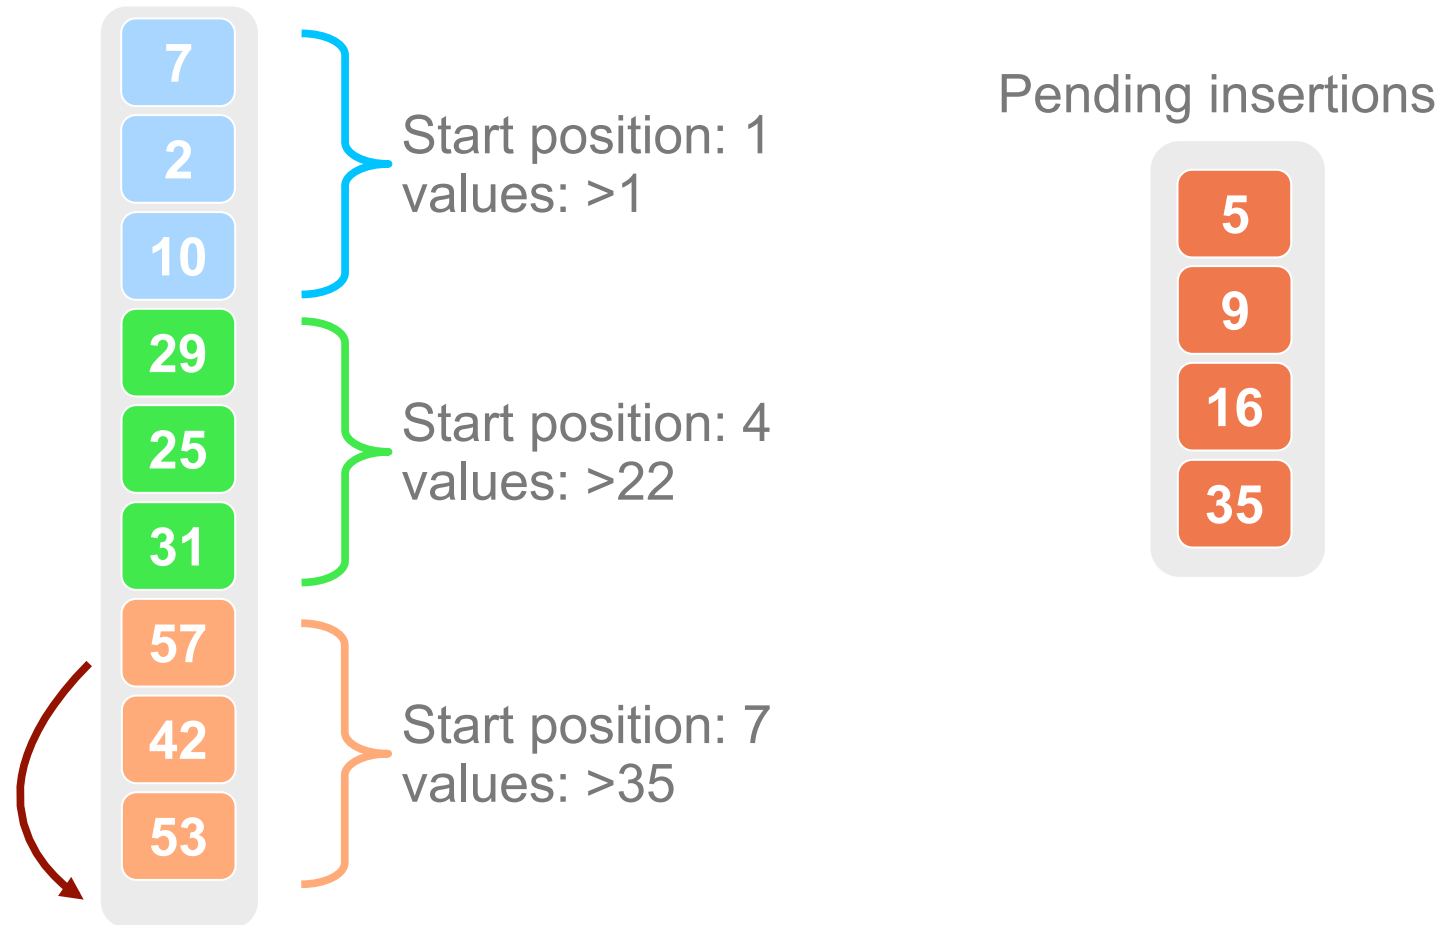 7
2
10
29
25
31
57
42
53
Start position: 1
values: >1
Start position: 4
values: >22
Start position: 7
values: >35
Pending insertions
5
9
16
35